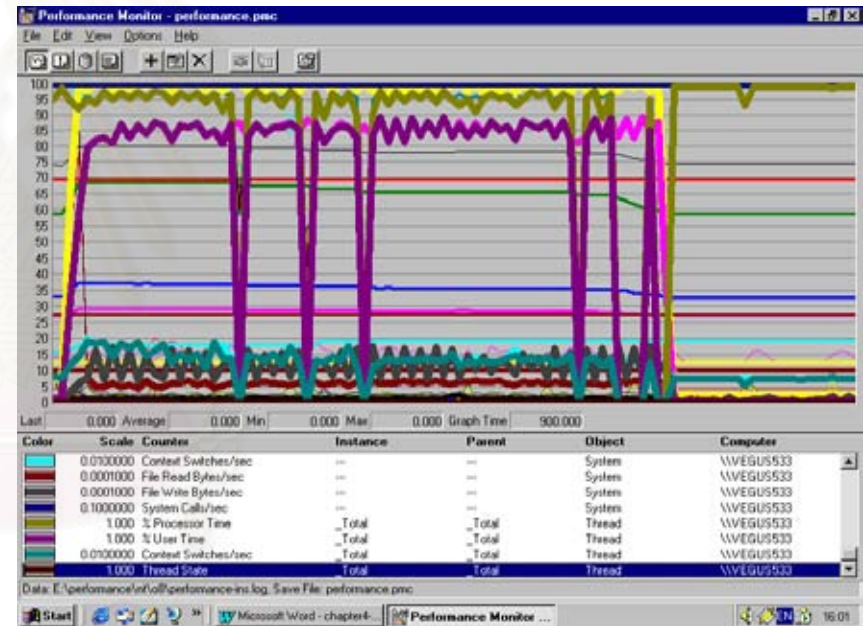 Performance Monitor - performance.pmc
File Edit View Options Help
100
95
90
85
80
75
70
65
60
55
50
45
40
35
30
25
20
15
10
5
0
Last 0.000 Average 0.000 Min 0.000 Max 0.000 Graph Time 900.000
Color Scale Counter Instance Parent Object Computer
0.0100000 Context Switches/sec --- --- System \\VEGUS533
0.0001000 File Read Bytes/sec --- --- System \\VEGUS533
0.0001000 File Write Bytes/sec --- --- System \\VEGUS533
0.1000000 System Calls/sec --- --- System \\VEGUS533
1.000 % Processor Time _Total _Total Thread \\VEGUS533
1.000 % User Time _Total _Total Thread \\VEGUS533
0.0100000 Context Switches/sec _Total _Total Thread \\VEGUS533
1.000 Thread State _Total _Total Thread \\VEGUS533
Data: E:\performance\nt\oll\performance-ins.log, Save File: performance.pmc
Start Microsoft Word - chapter4-... Performance Monitor ... EN 16:01